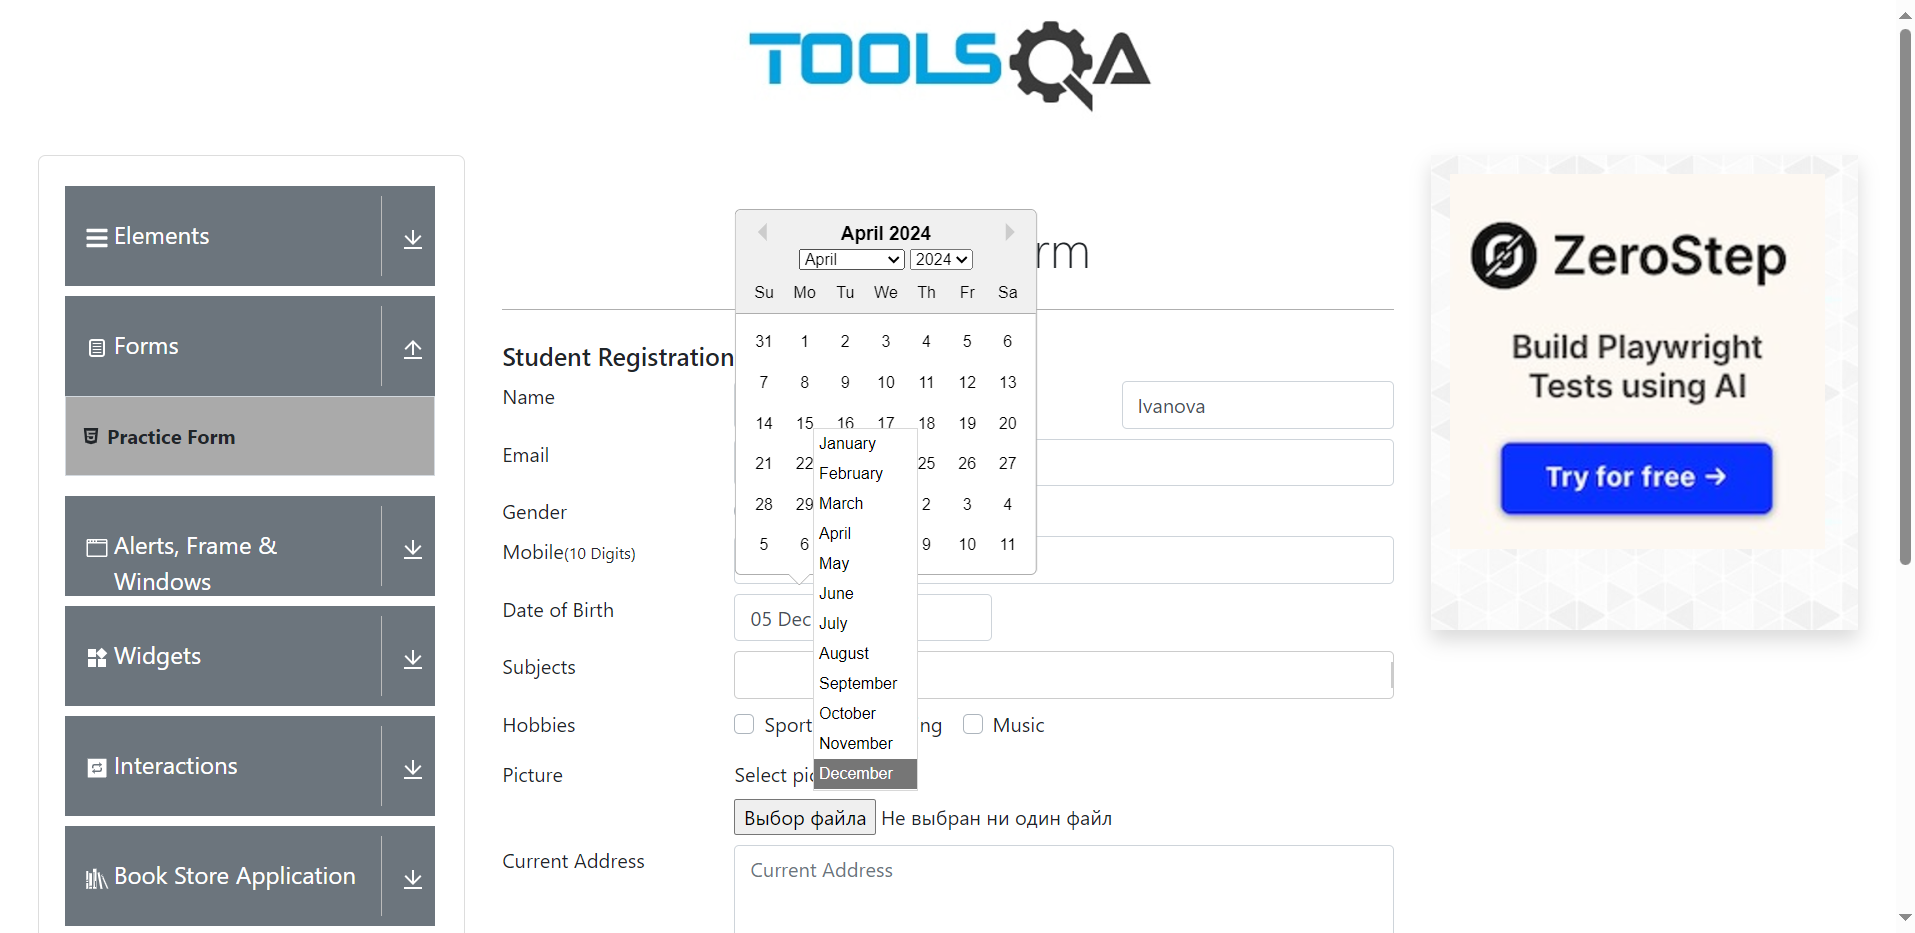 TOOLSQA
Elements
Forms
Practice Form
Alerts, Frame &
Windows
Widgets
Interactions
Book Store Application
rm
Student Registration
Name
Ivanova
Email
Gender
Mobile(10 Digits)
Date of Birth
05 Dec
Subjects
Hobbies
Sport
ng
Music
Picture
Select pic
Выбор файла Не выбран ни один файл
Current Address
Current Address
April 2024
April 2024
Su Mo Tu We Th Fr Sa
31 1 2 3 4 5 6
7 8 9 10 11 12 13
14 15 16 17 18 19 20
21 22 25 26 27
28 29 2 3 4
5 6 9 10 11
January
February
March
April
May
June
July
August
September
October
November
December
ZeroStep
Build Playwright
Tests using AI
Try for free →